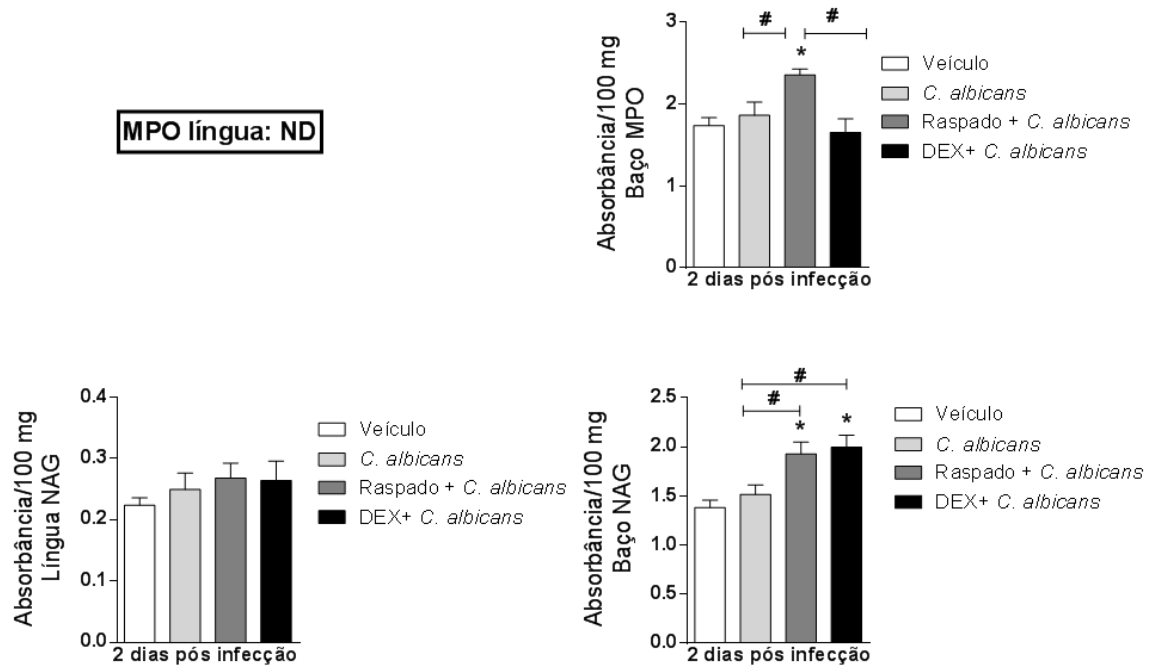 MPO língua: ND
Absorbância/100 mg
Baço MPO
3
2
1
0
#
#
*
2 dias pós infecção
Veículo
C. albicans
Raspado + C. albicans
DEX+ C. albicans
Absorbância/100 mg
Língua NAG
0.4
0.3
0.2
0.1
0.0
2 dias pós infecção
Veículo
C. albicans
Raspado + C. albicans
DEX+ C. albicans
Absorbância/100 mg
Baço NAG
2.5
2.0
1.5
1.0
0.5
0.0
#
#
*
*
2 dias pós infecção
Veículo
C. albicans
Raspado + C. albicans
DEX+ C. albicans